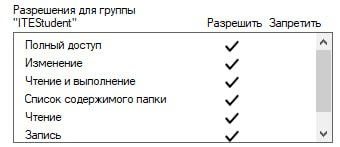 Разрешения для группы
"ITEStudent" Разрешить Запретить
Полный доступ
Изменение
Чтение и выполнение
Список содержимого папки
Чтение
Запись